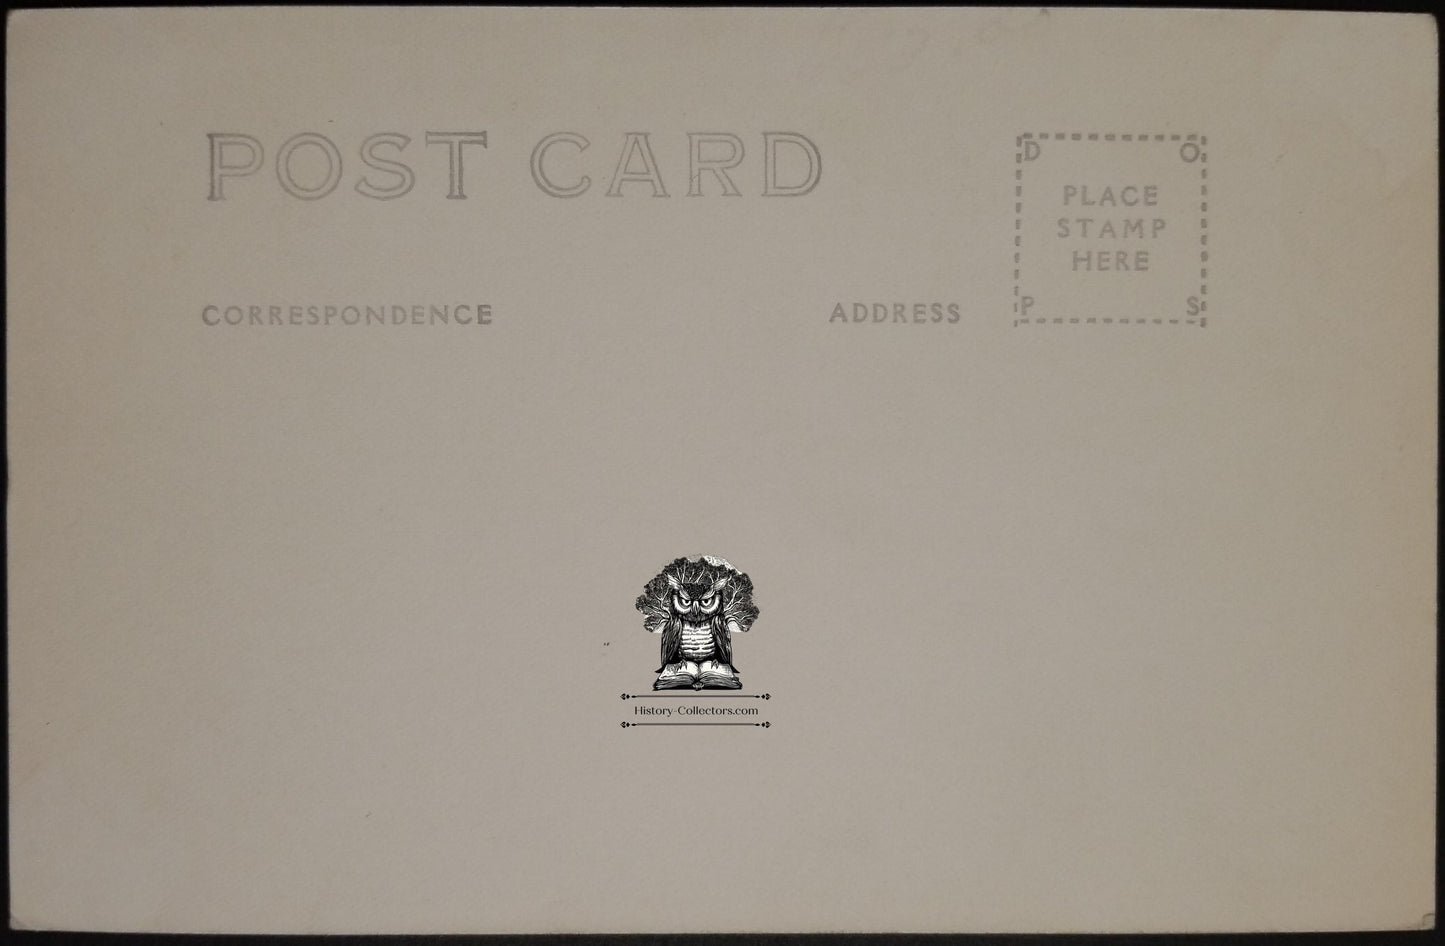 POST CARD
D O
PLACE
STAMP
HERE
P S
CORRESPONDENCE
ADDRESS
History-Collectors.com